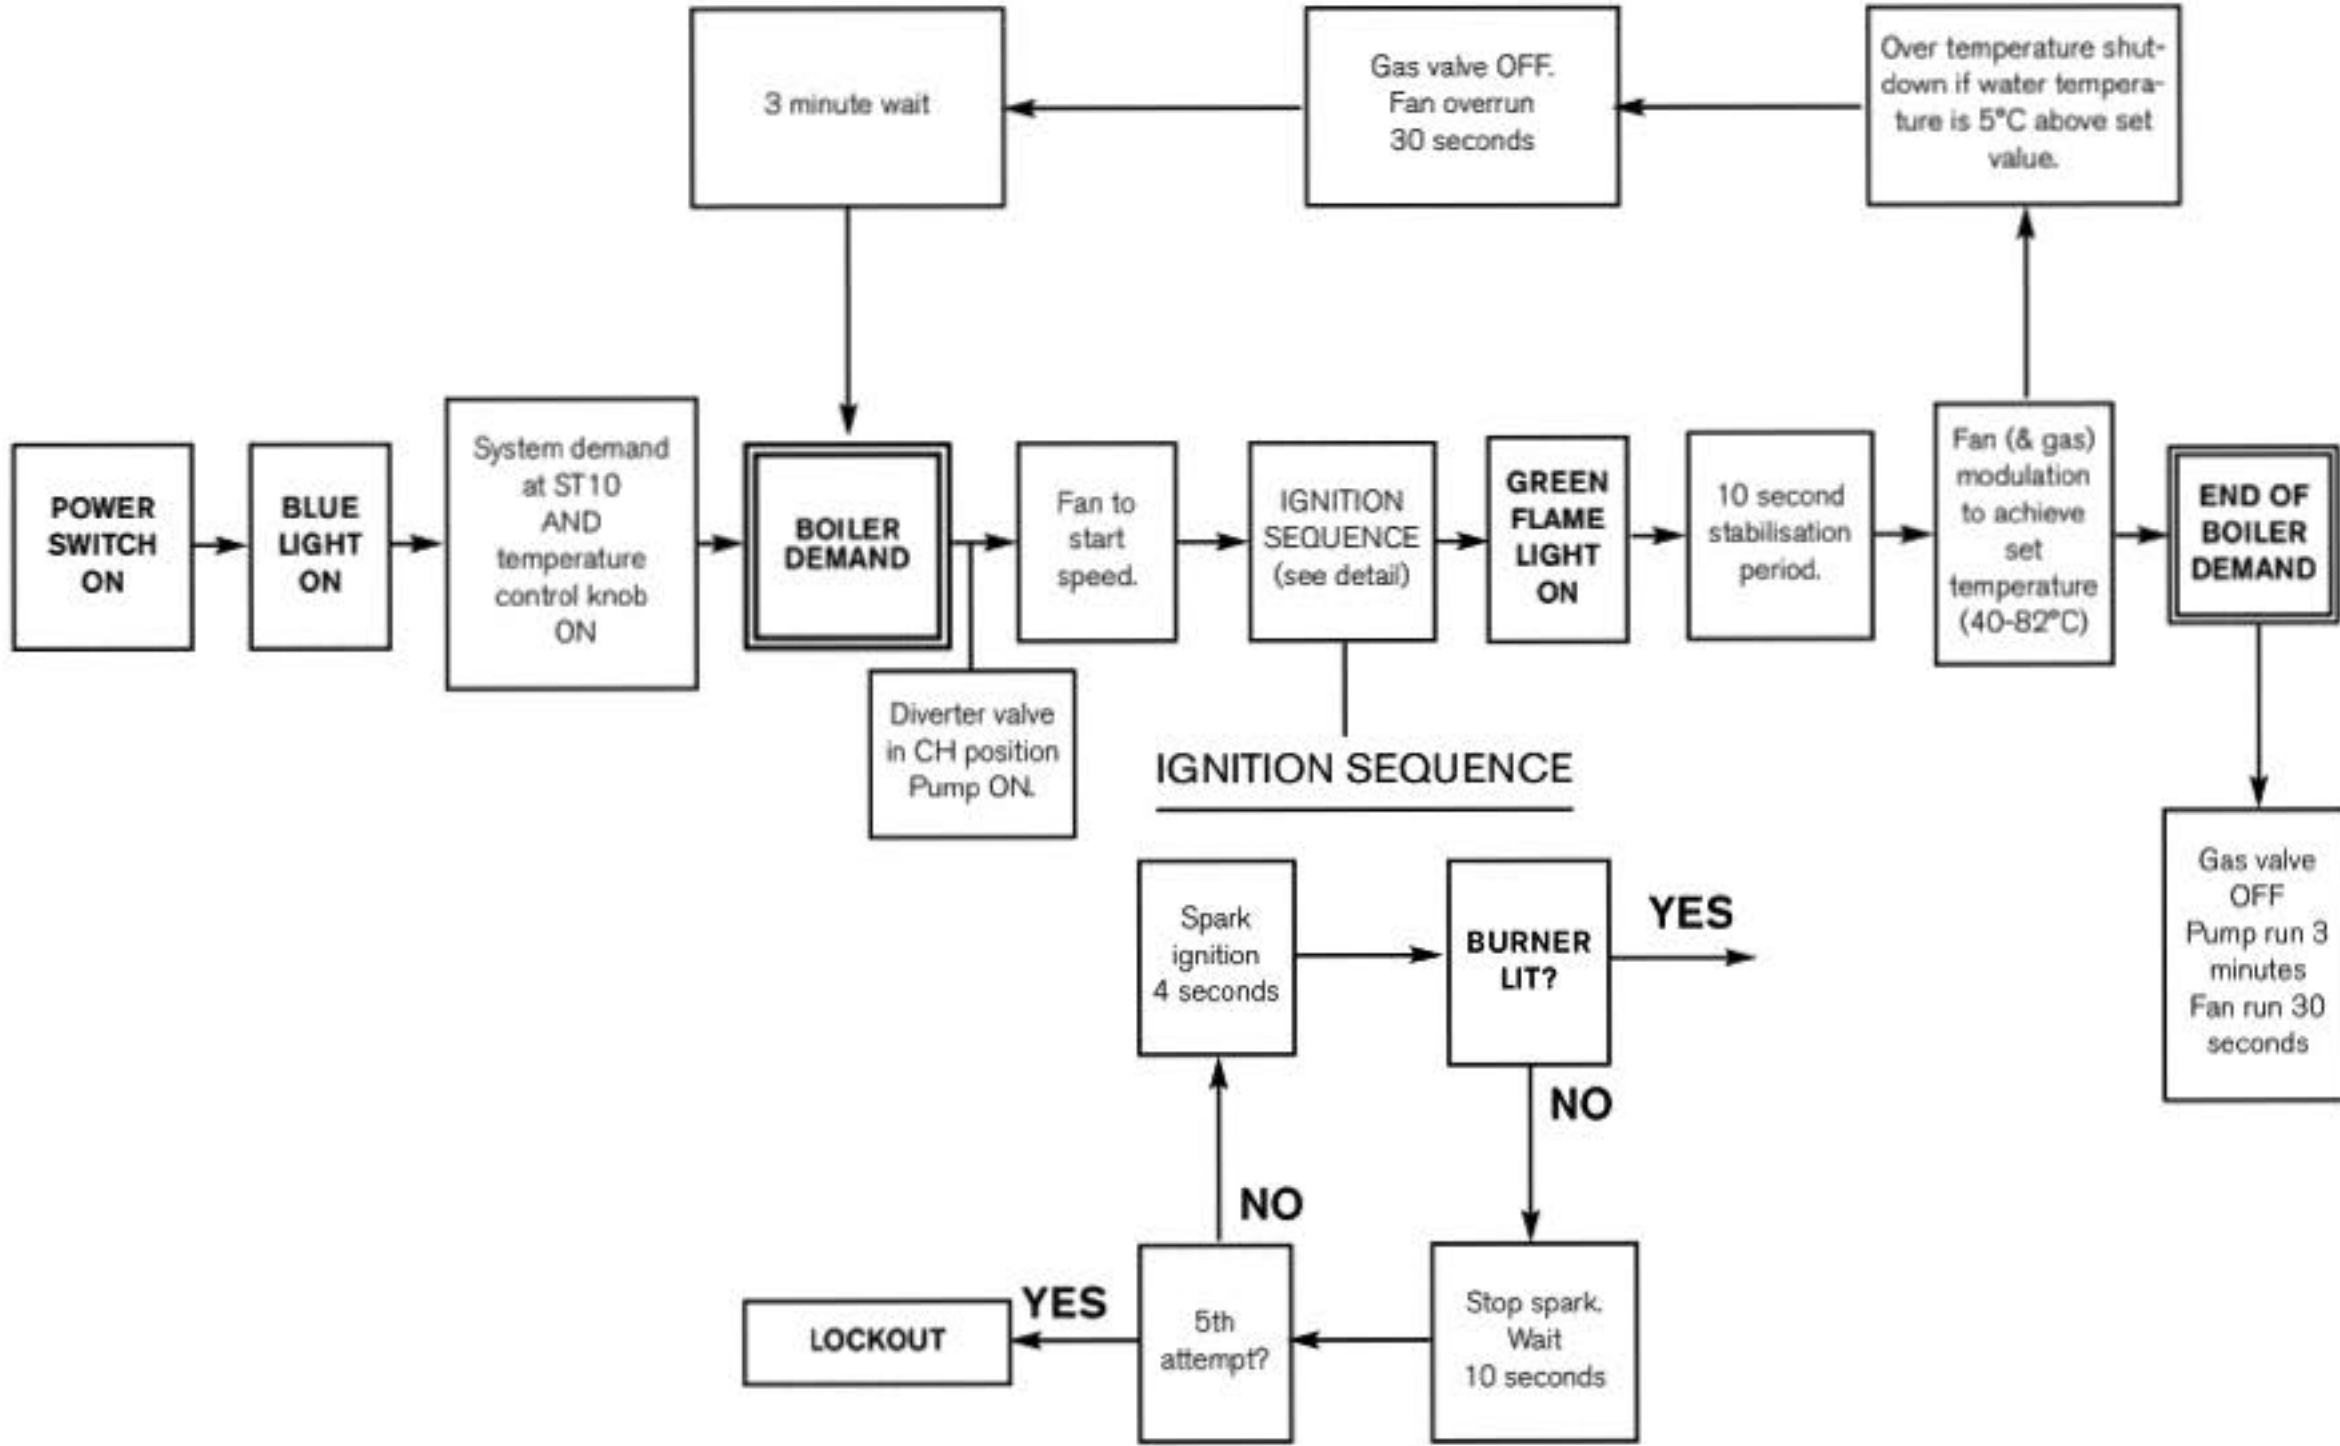 3 minute wait
Gas valve OFF.
Fan overrun
30 seconds
Over temperature shut-
down if water tempera-
ture is 5°C above set
value.
POWER
SWITCH
ON
BLUE
LIGHT
ON
System demand
at ST10
AND
temperature
control knob
ON
BOILER
DEMAND
Fan to
start
speed.
IGNITION
SEQUENCE
(see detail)
GREEN
FLAME
LIGHT
ON
10 second
stabilisation
period.
Fan (& gas)
modulation
to achieve
set
temperature
(40-82°C)
END OF
BOILER
DEMAND
Diverter valve
in CH position
Pump ON.
IGNITION SEQUENCE
Spark
ignition
4 seconds
BURNER
LIT?
YES
NO
Gas valve
OFF
Pump run 3
minutes
Fan run 30
seconds
NO
LOCKOUT
YES
5th
attempt?
Stop spark.
Wait
10 seconds